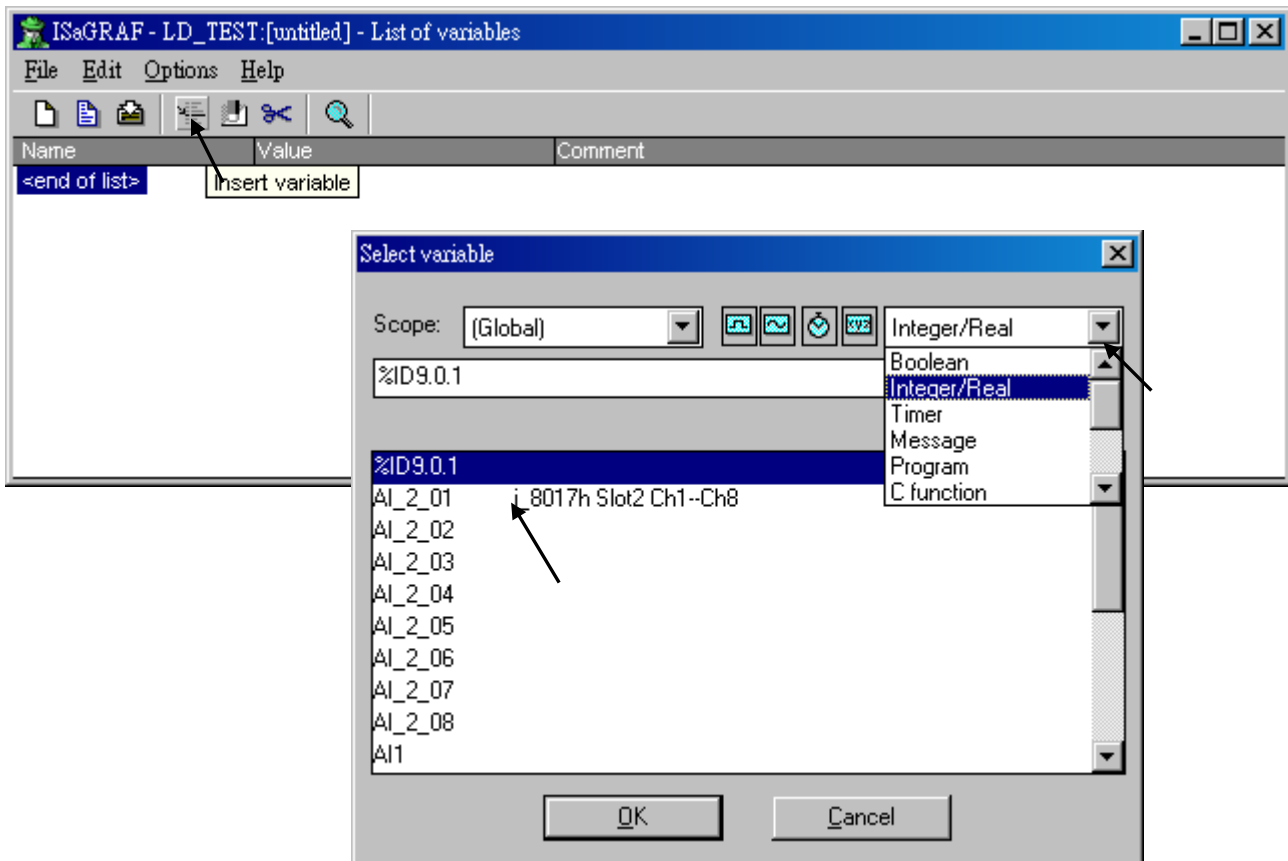 ISaGRAF - LD_TEST:[untitled] - List of variables
File Edit Options Help
Name Value Comment
<end of list>
Insert variable
Select variable
Scope: (Global) Integer/Real
%ID9.0.1
Boolean
Integer/Real
Timer
Message
Program
C function
%ID9.0.1
AI_2_01 i_8017h Slot2 Ch1--Ch8
AI_2_02
AI_2_03
AI_2_04
AI_2_05
AI_2_06
AI_2_07
AI_2_08
AI1
OK Cancel